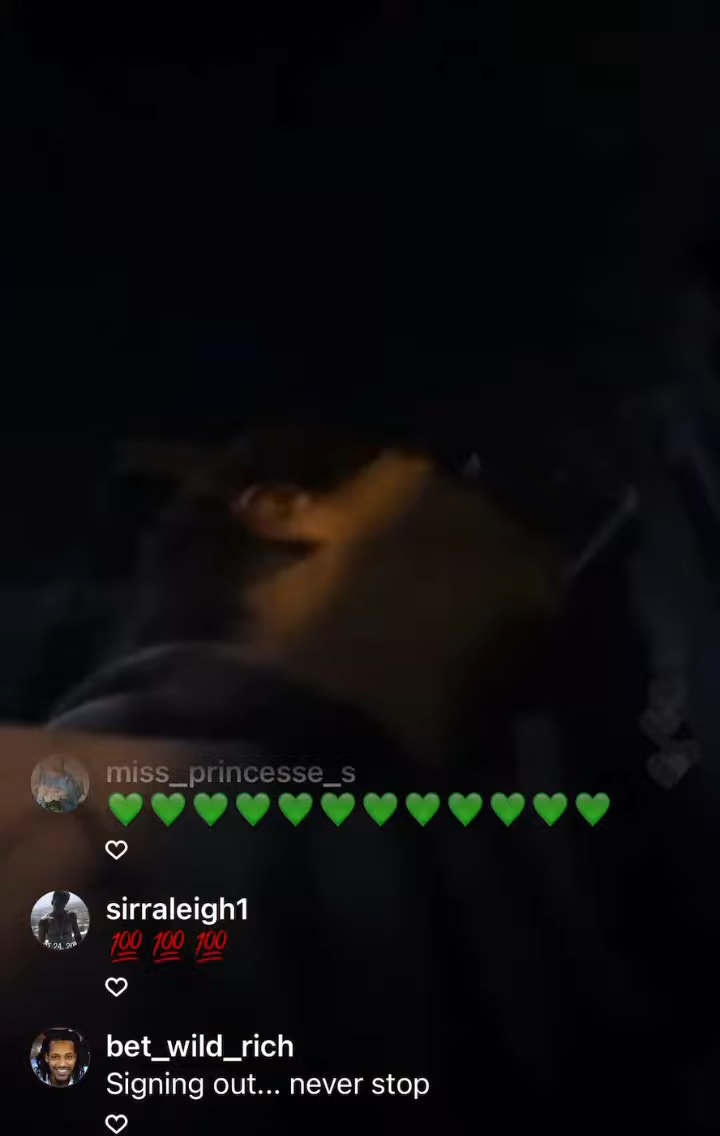 miss_princesse_s
💚💚💚💚💚💚💚💚💚💚💚💚
sirraleigh1
💯 💯 💯
bet_wild_rich
Signing out... never stop